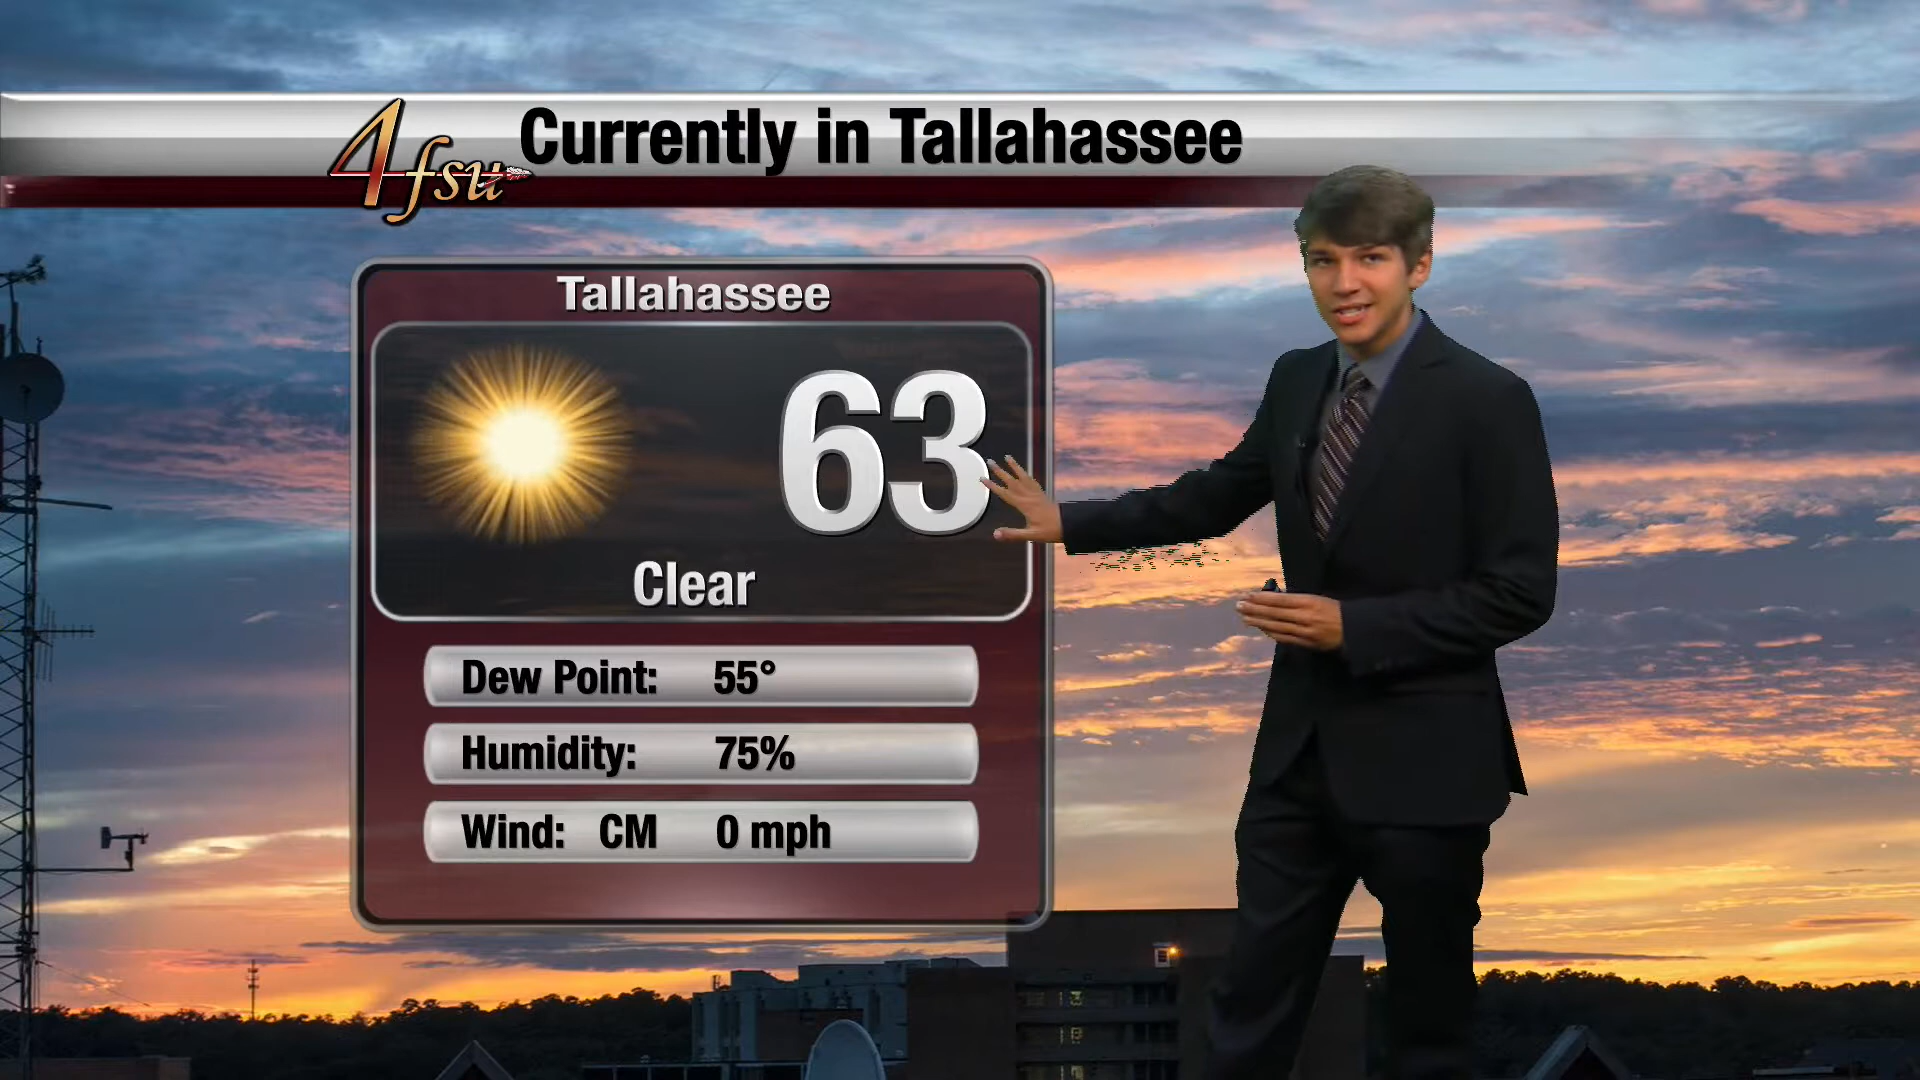 4fsu Currently in Tallahassee
Tallahassee
63
Clear
Dew Point: 55°
Humidity: 75%
Wind: CM 0 mph